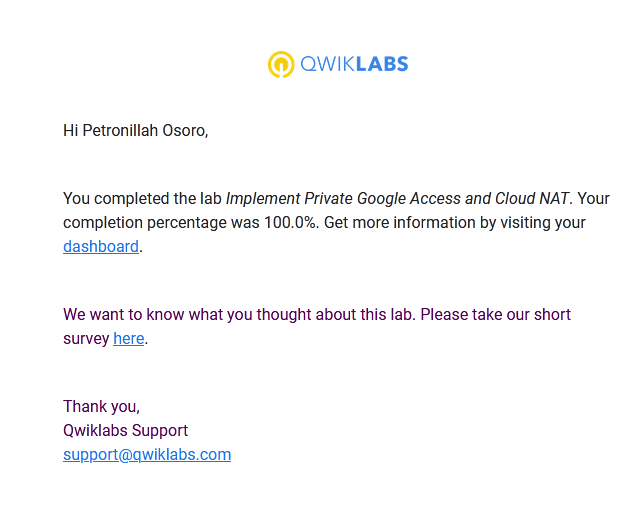 QWIKLABS
Hi Petronillah Osoro,
You completed the lab Implement Private Google Access and Cloud NAT. Your
completion percentage was 100.0%. Get more information by visiting your
dashboard.
We want to know what you thought about this lab. Please take our short
survey here.
Thank you,
Qwiklabs Support
support@qwiklabs.com